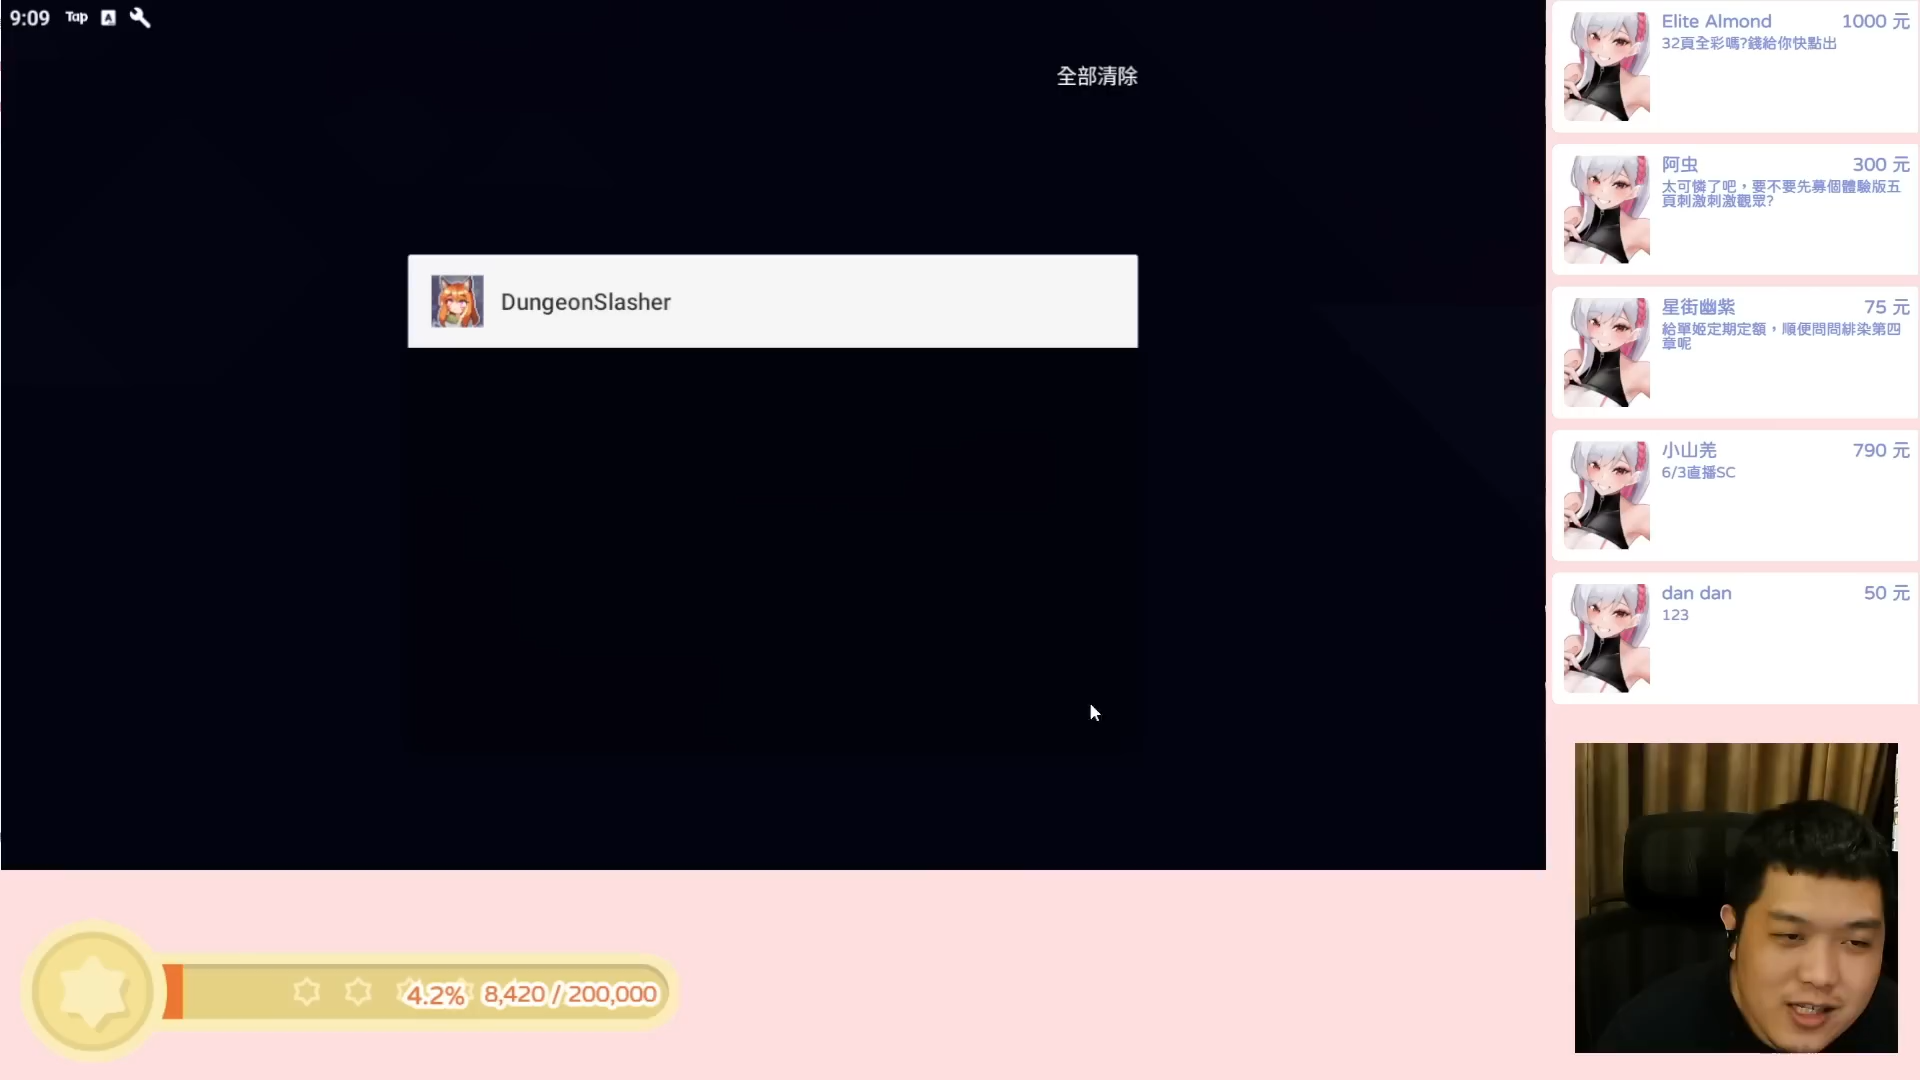 9:09 Tap A
全部清除
DungeonSlasher
Elite Almond 1000 元
32頁全彩嗎?錢給你快點出
阿虫 300 元
太可憐了吧，要不要先募個體驗版五
頁刺激刺激觀眾?
星街幽紫 75 元
給單姬定期定額，順便問問緋染第四
章呢
小山羌 790 元
6/3直播SC
dan dan 50 元
123
4.2% 8,420 / 200,000